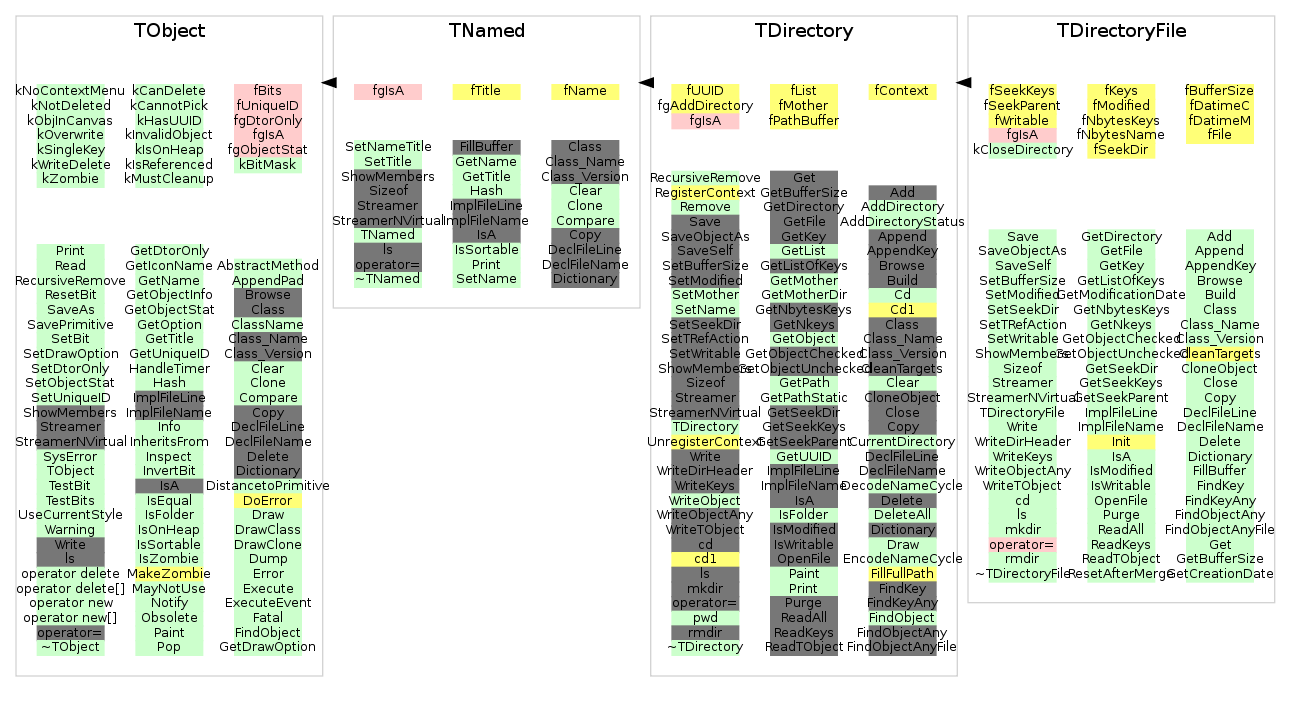 TObject
kNoContextMenu kCanDelete fBits
kNotDeleted kCannotPick fUniqueID
kObjInCanvas kHasUUID fgDtorOnly
kOverwrite kInvalidObject fgIsA
kSingleKey kIsOnHeap fgObjectStat
kWriteDelete kIsReferenced kBitMask
kZombie kMustCleanup
Print GetDtorOnly
Read GetIconName AbstractMethod
RecursiveRemove GetName AppendPad
ResetBit GetObjectInfo Browse
SaveAs GetObjectStat Class
SavePrimitive GetOption ClassName
SetBit GetTitle Class_Name
SetDrawOption GetUniqueID Class_Version
SetDtorOnly HandleTimer Clear
SetObjectStat Hash Clone
SetUniqueID ImplFileLine Compare
ShowMembers ImplFileName Copy
Streamer Info DeclFileLine
StreamerNVirtual InheritsFrom DeclFileName
SysError Inspect Delete
TObject InvertBit Dictionary
TestBit IsA DistancetoPrimitive
TestBits IsEqual DoError
UseCurrentStyle IsFolder Draw
Warning IsOnHeap DrawClass
Write IsSortable DrawClone
ls IsZombie Dump
operator delete MakeZombie Error
operator delete[] MayNotUse Execute
operator new Notify ExecuteEvent
operator new[] Obsolete Fatal
operator= Paint FindObject
~TObject Pop GetDrawOption
TNamed
fgIsA fTitle fName
SetNameTitle FillBuffer Class
SetTitle GetName Class_Name
ShowMembers GetTitle Class_Version
Sizeof Hash Clear
Streamer ImplFileLine Clone
StreamerNVirtual ImplFileName Compare
TNamed IsA Copy
ls IsSortable DeclFileLine
operator= Print DeclFileName
~TNamed SetName Dictionary
TDirectory
fUUID fList fContext
fgAddDirectory fMother
fgIsA fPathBuffer
RecursiveRemove Get
RegisterContext GetBufferSize Add
Remove GetDirectory AddDirectory
Save GetFile AddDirectoryStatus
SaveObjectAs GetKey Append
SaveSelf GetList AppendKey
SetBufferSize GetListOfKeys Browse
SetModified GetMother Build
SetMother GetMotherDir Cd
SetName GetNbytesKeys Cd1
SetSeekDir GetNkeys Class
SetTRefAction GetObject Class_Name
SetWritable GetObjectChecked Class_Version
ShowMembers GetObjectUnchecked CleanTargets
Sizeof GetPath Clear
Streamer GetPathStatic CloneObject
StreamerNVirtual GetSeekDir Close
TDirectory GetSeekKeys Copy
UnregisterContext GetSeekParent CurrentDirectory
Write GetUUID DeclFileLine
WriteDirHeader ImplFileLine DeclFileName
WriteKeys ImplFileName DecodeNameCycle
WriteObject IsA Delete
WriteObjectAny IsFolder DeleteAll
WriteTObject IsModified Dictionary
cd IsWritable Draw
cd1 OpenFile EncodeNameCycle
ls Paint FillFullPath
mkdir Print FindKey
operator= Purge FindKeyAny
pwd ReadAll FindObject
rmdir ReadKeys FindObjectAny
~TDirectory ReadTObject FindObjectAnyFile
TDirectoryFile
fSeekKeys fKeys fBufferSize
fSeekParent fModified fDatimeC
fWritable fNbytesKeys fDatimeM
fgIsA fNbytesName fFile
kCloseDirectory fSeekDir
Save GetDirectory Add
SaveObjectAs GetFile Append
SaveSelf GetKey AppendKey
SetBufferSize GetListOfKeys Browse
SetModified GetModificationDate Build
SetSeekDir GetNbytesKeys Class
SetTRefAction GetNkeys Class_Name
SetWritable GetObjectChecked Class_Version
ShowMembers GetObjectUnchecked CleanTargets
Sizeof GetSeekDir CloneObject
Streamer GetSeekKeys Close
StreamerNVirtual GetSeekParent Copy
TDirectoryFile ImplFileLine DeclFileLine
Write ImplFileName DeclFileName
WriteDirHeader Init Delete
WriteKeys IsA Dictionary
WriteObjectAny IsModified FillBuffer
WriteTObject IsWritable FindKey
cd OpenFile FindKeyAny
ls Purge FindObjectAny
mkdir ReadAll FindObjectAnyFile
operator= ReadKeys Get
rmdir ReadTObject GetBufferSize
~TDirectoryFile ResetAfterMerge GetCreationDate